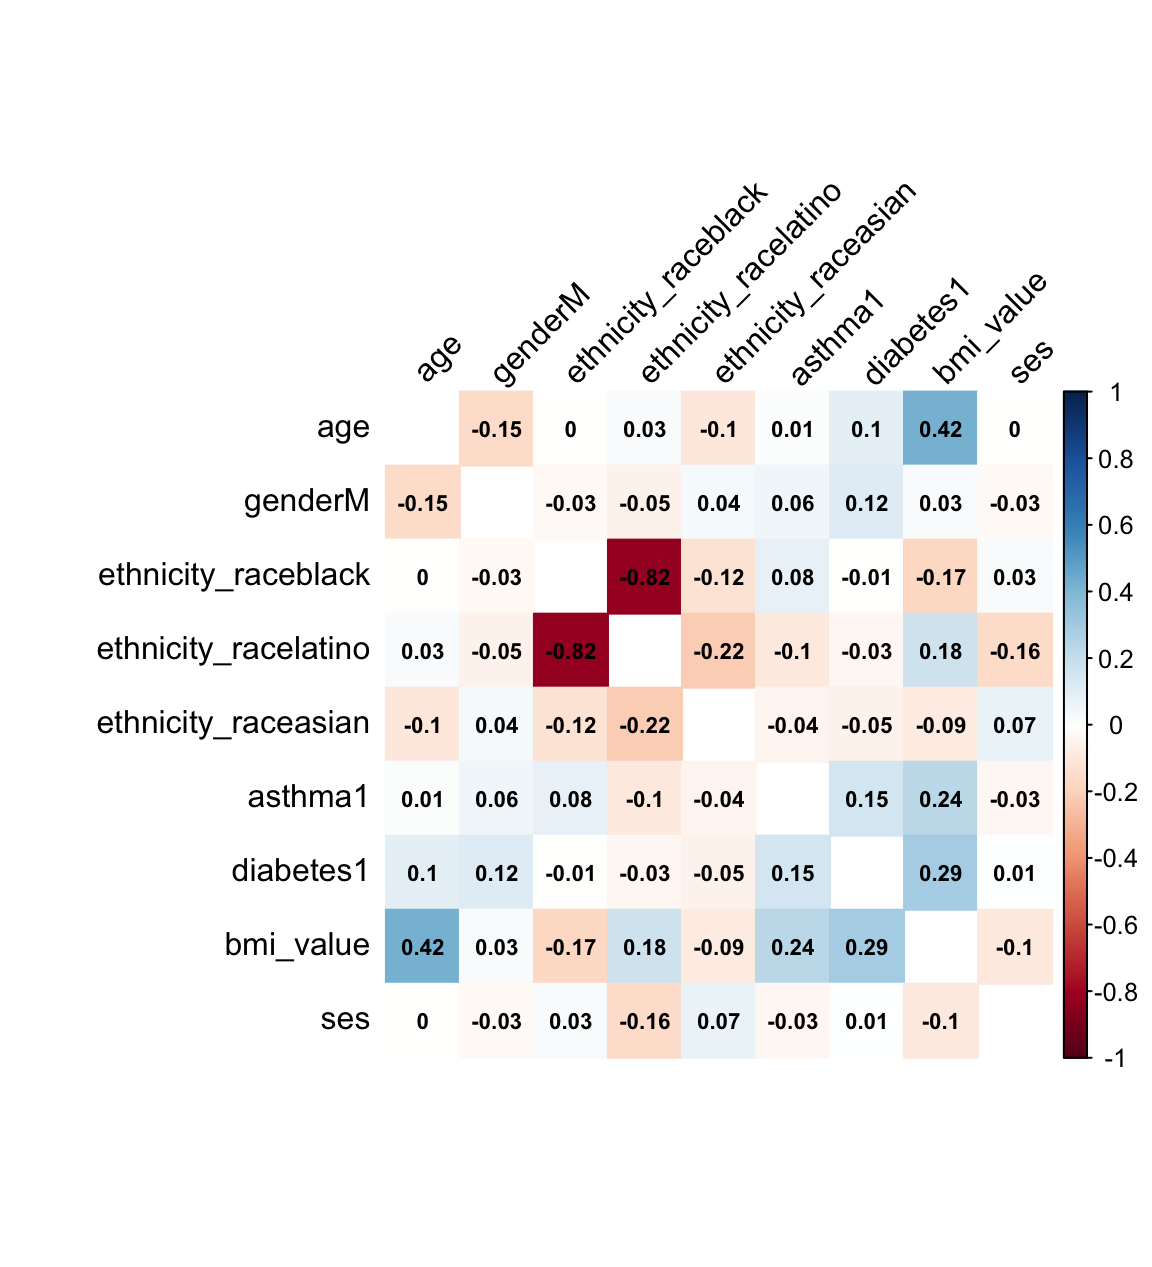 age genderM ethnicity_raceblack ethnicity_racelatino ethnicity_raceasian asthma1 diabetes1 bmi_value ses
age -0.15 0 0.03 -0.1 0.01 0.1 0.42 0
genderM -0.15 -0.03 -0.05 0.04 0.06 0.12 0.03 -0.03
ethnicity_raceblack 0 -0.03 -0.82 -0.12 0.08 -0.01 -0.17 0.03
ethnicity_racelatino 0.03 -0.05 -0.82 -0.22 -0.1 -0.03 0.18 -0.16
ethnicity_raceasian -0.1 0.04 -0.12 -0.22 -0.04 -0.05 -0.09 0.07
asthma1 0.01 0.06 0.08 -0.1 -0.04 0.15 0.24 -0.03
diabetes1 0.1 0.12 -0.01 -0.03 -0.05 0.15 0.29 0.01
bmi_value 0.42 0.03 -0.17 0.18 -0.09 0.24 0.29 -0.1
ses 0 -0.03 0.03 -0.16 0.07 -0.03 0.01 -0.1
1
0.8
0.6
0.4
0.2
0
-0.2
-0.4
-0.6
-0.8
-1